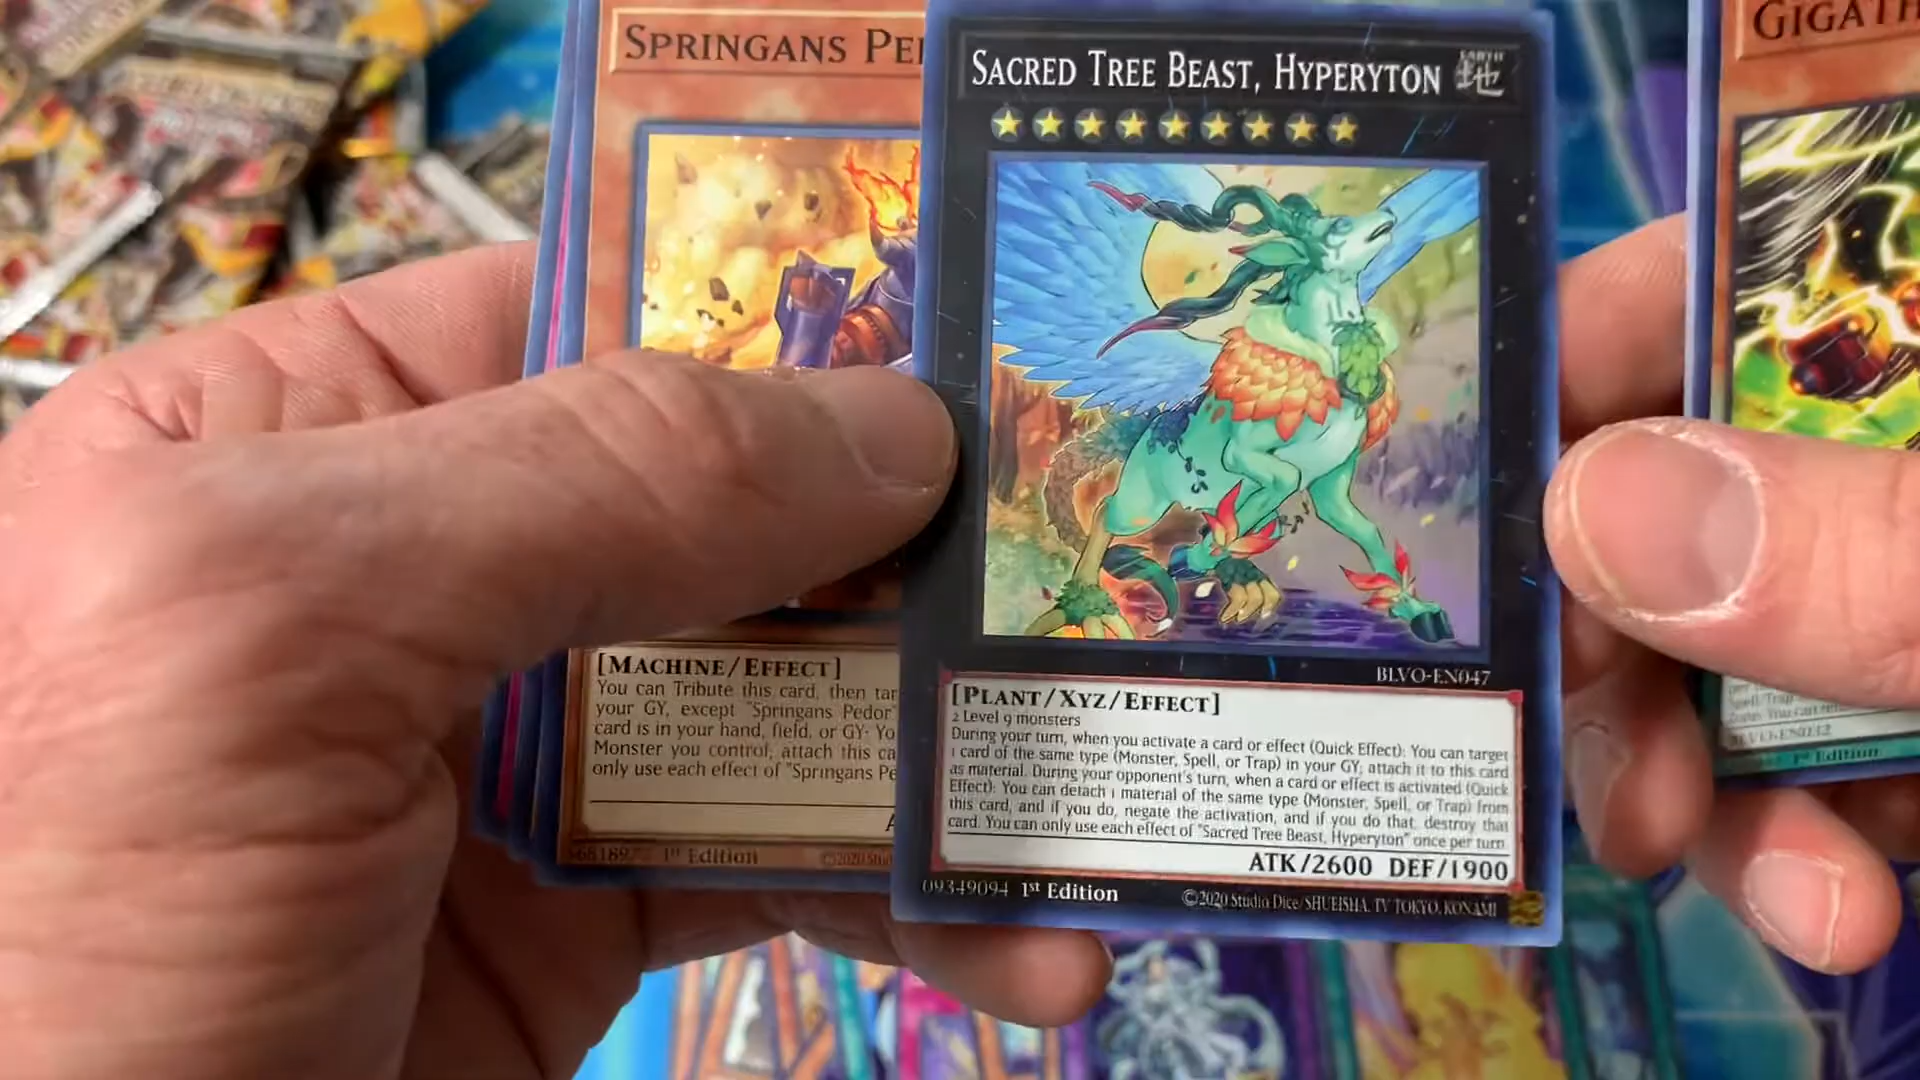 SPRINGANS PE
[MACHINE/EFFECT]
You can Tribute this card, then tar
your GY, except "Springans Pedor
card is in your hand, field, or GY: Yo
Monster you control; attach this ca
only use each effect of "Springans Pe
1st Edition
©2020 Stud
SACRED TREE BEAST, HYPERYTON
EARTH
地
BLVO-EN047
[PLANT/XYZ/EFFECT]
2 Level 9 monsters
During your turn, when you activate a card or effect (Quick Effect): You can target
1 card of the same type (Monster, Spell, or Trap) in your GY; attach it to this card
as material. During your opponent's turn, when a card or effect is activated (Quick
Effect): You can detach 1 material of the same type (Monster, Spell, or Trap) from
this card, and if you do, negate the activation, and if you do that, destroy that
card. You can only use each effect of "Sacred Tree Beast, Hyperyton" once per turn.
ATK/2600 DEF/1900
09349094 1st Edition
©2020 Studio Dice/SHUEISHA, TV TOKYO, KONAMI
GIGATH
1st Edition